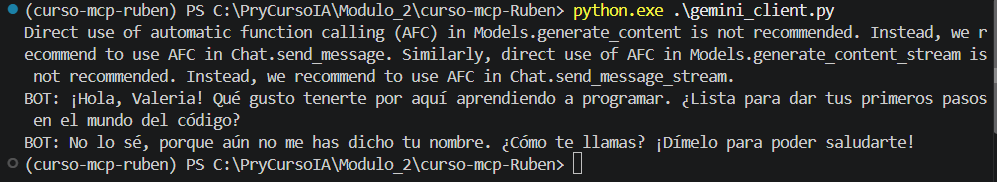 (curso-mcp-ruben) PS C:\PryCursoIA\Modulo_2\curso-mcp-Ruben> python.exe .\gemini_client.py
Direct use of automatic function calling (AFC) in Models.generate_content is not recommended. Instead, we r
ecommend to use AFC in Chat.send_message. Similarly, direct use of AFC in Models.generate_content_stream is
not recommended. Instead, we recommend to use AFC in Chat.send_message_stream.
BOT: ¡Hola, Valeria! Qué gusto tenerte por aquí aprendiendo a programar. ¿Lista para dar tus primeros pasos
en el mundo del código?
BOT: No lo sé, porque aún no me has dicho tu nombre. ¿Cómo te llamas? ¡Dímelo para poder saludarte!
(curso-mcp-ruben) PS C:\PryCursoIA\Modulo_2\curso-mcp-Ruben>